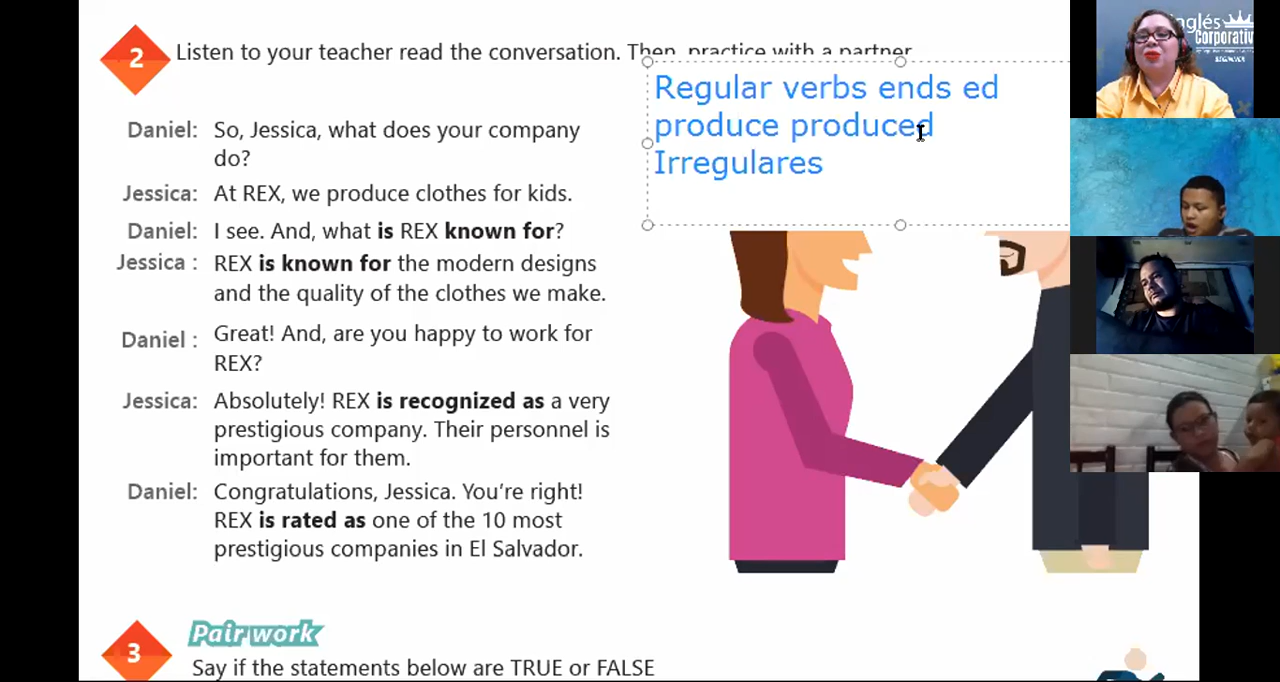 2 Listen to your teacher read the conversation. Then, practice with a partner
Regular verbs ends ed
produce produced
Irregulares
Daniel: So, Jessica, what does your company
do?
Jessica: At REX, we produce clothes for kids.
Daniel: I see. And, what is REX known for?
Jessica : REX is known for the modern designs
and the quality of the clothes we make.
Daniel : Great! And, are you happy to work for
REX?
Jessica: Absolutely! REX is recognized as a very
prestigious company. Their personnel is
important for them.
Daniel: Congratulations, Jessica. You're right!
REX is rated as one of the 10 most
prestigious companies in El Salvador.
3 Pair work
Say if the statements below are TRUE or FALSE
inglés
Corporativ
BEGINNER